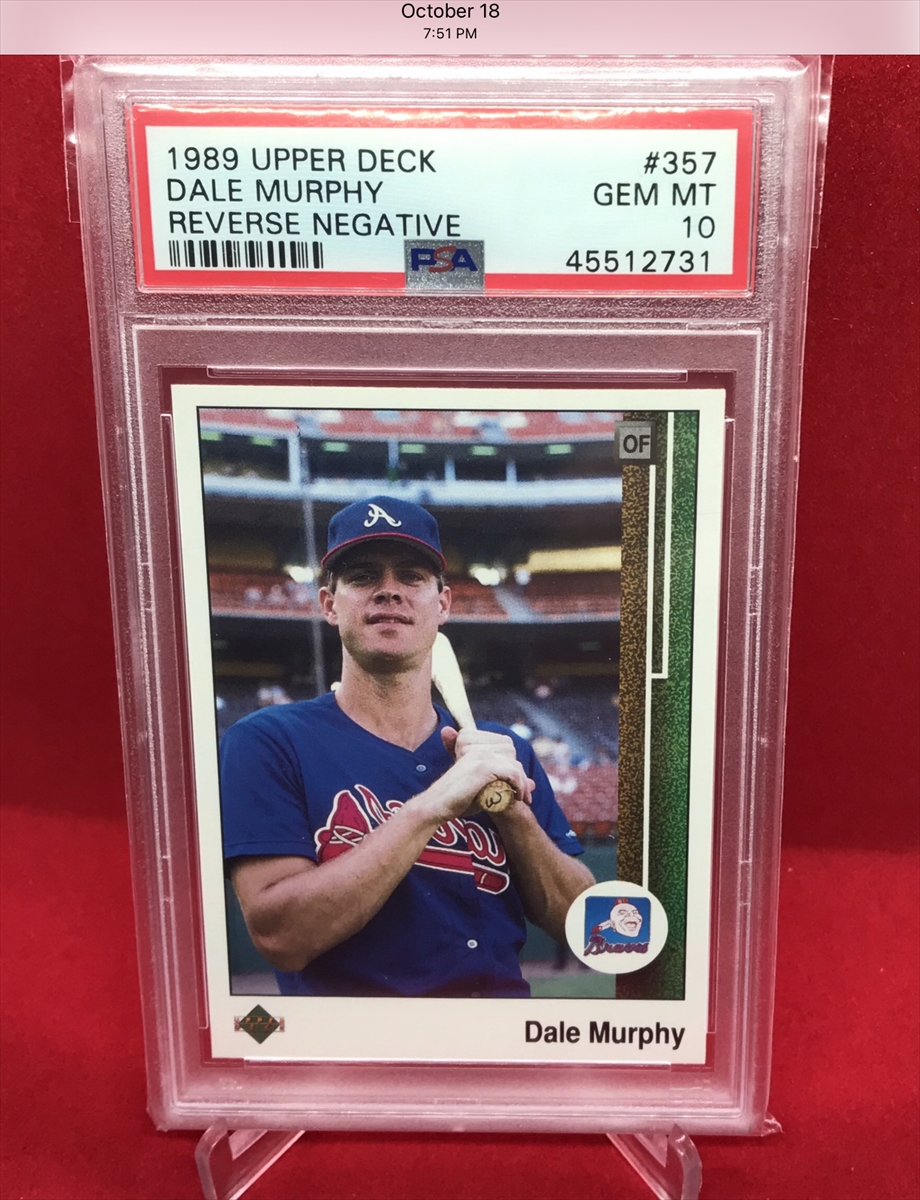 October 18
7:51 PM
1989 UPPER DECK #357
DALE MURPHY GEM MT
REVERSE NEGATIVE 10
PSA 45512731
OF
A
Braves
Braves
Dale Murphy